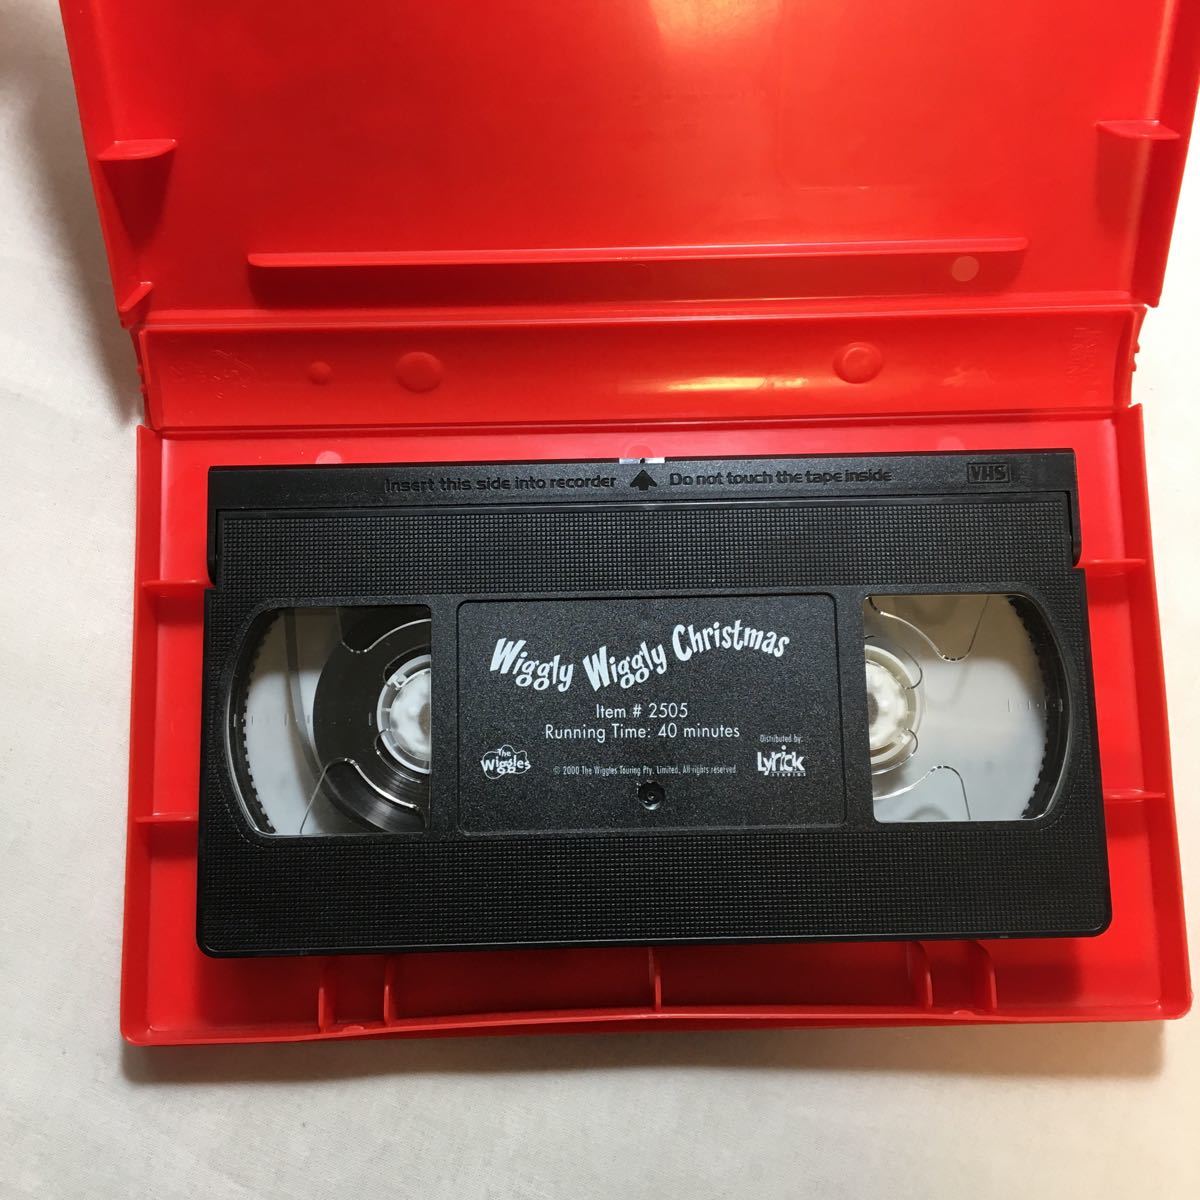 Insert this side into recorder Do not touch the tape inside VHS
Wiggly Wiggly Christmas
Item # 2505
Running Time: 40 minutes
The Wiggles
© 2000 The Wiggles Touring Pty. Limited. All rights reserved.
Distributed by:
Lyrick
STUDIOS